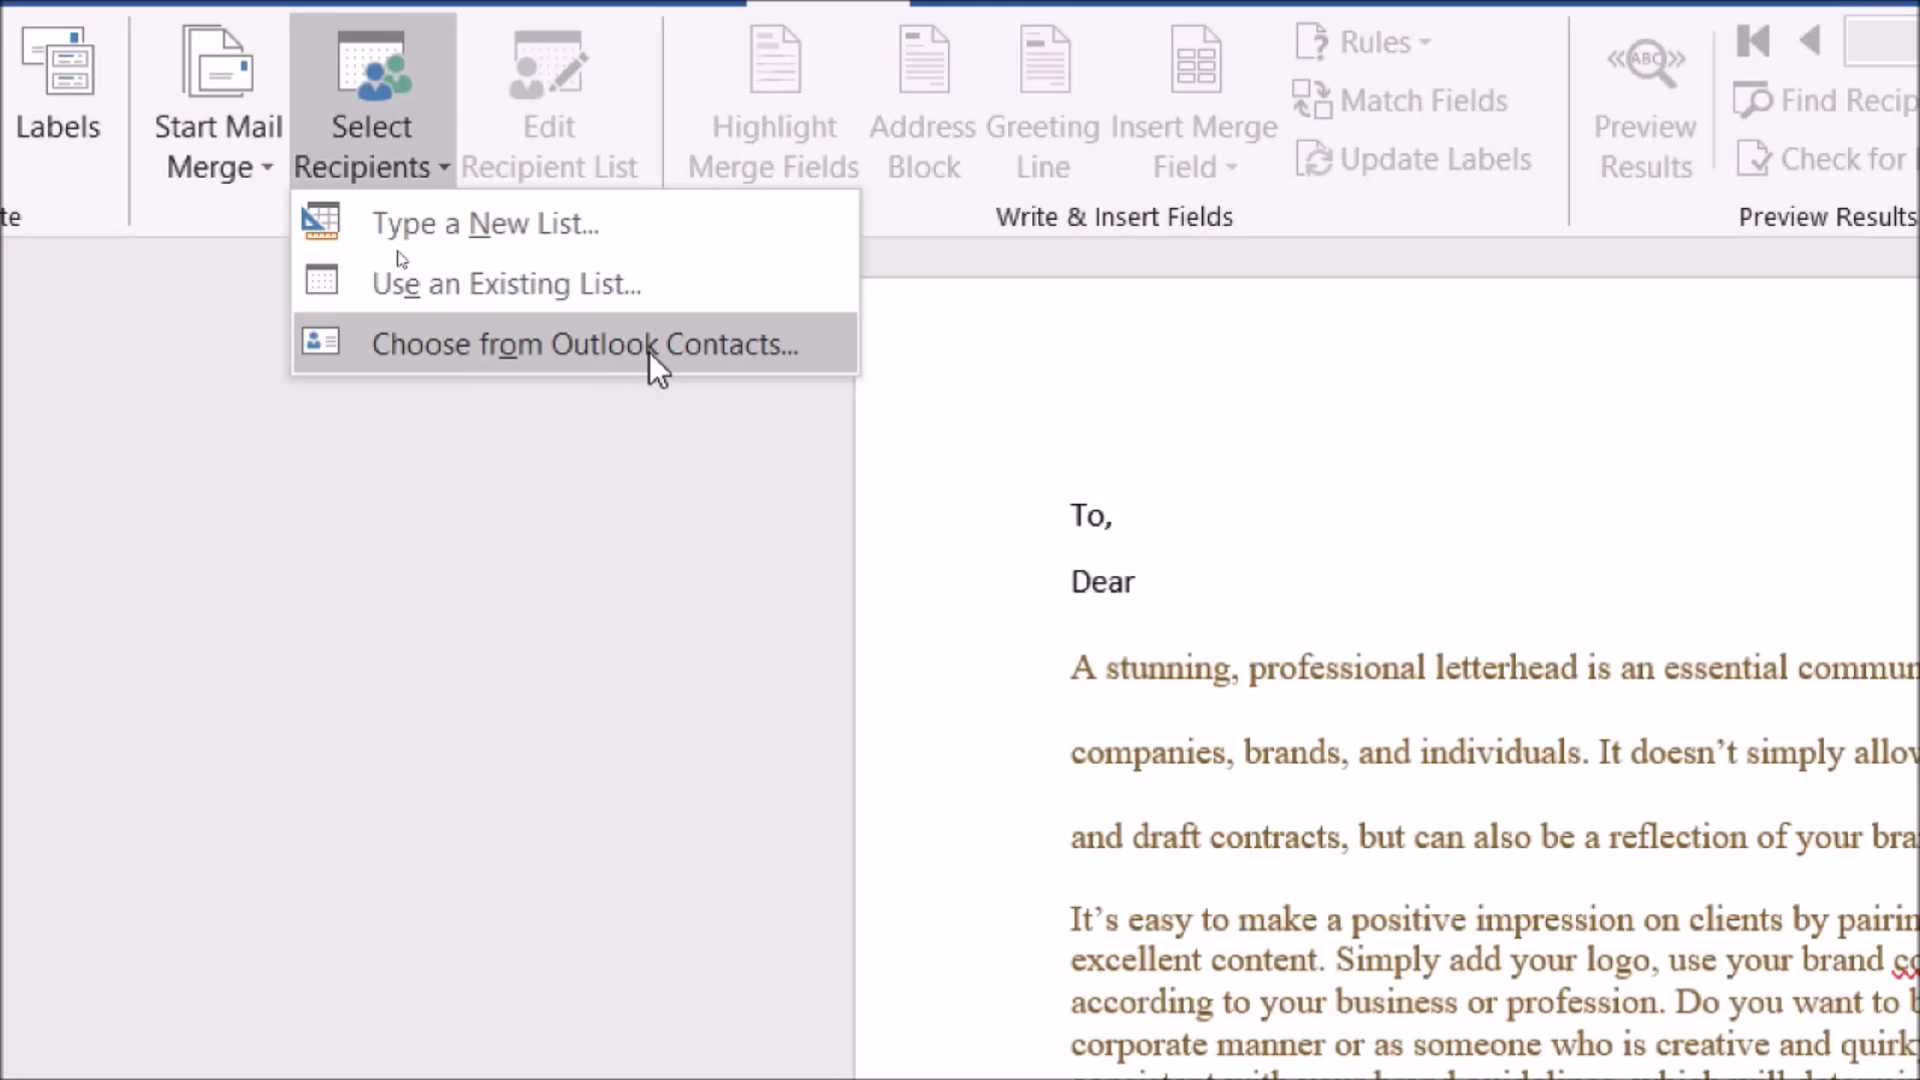 Labels
Start Mail
Merge
Select
Recipients
Edit
Recipient List
Highlight
Merge Fields
Address
Block
Greeting
Line
Insert Merge
Field
Rules
Match Fields
Update Labels
ABC
Preview
Results
Find Recip
Check for
te
Write & Insert Fields
Preview Results
Type a New List...
Use an Existing List...
Choose from Outlook Contacts...
To,
Dear
A stunning, professional letterhead is an essential commun
companies, brands, and individuals. It doesn’t simply allow
and draft contracts, but can also be a reflection of your bra
It’s easy to make a positive impression on clients by pairin
excellent content. Simply add your logo, use your brand co
according to your business or profession. Do you want to b
corporate manner or as someone who is creative and quirk